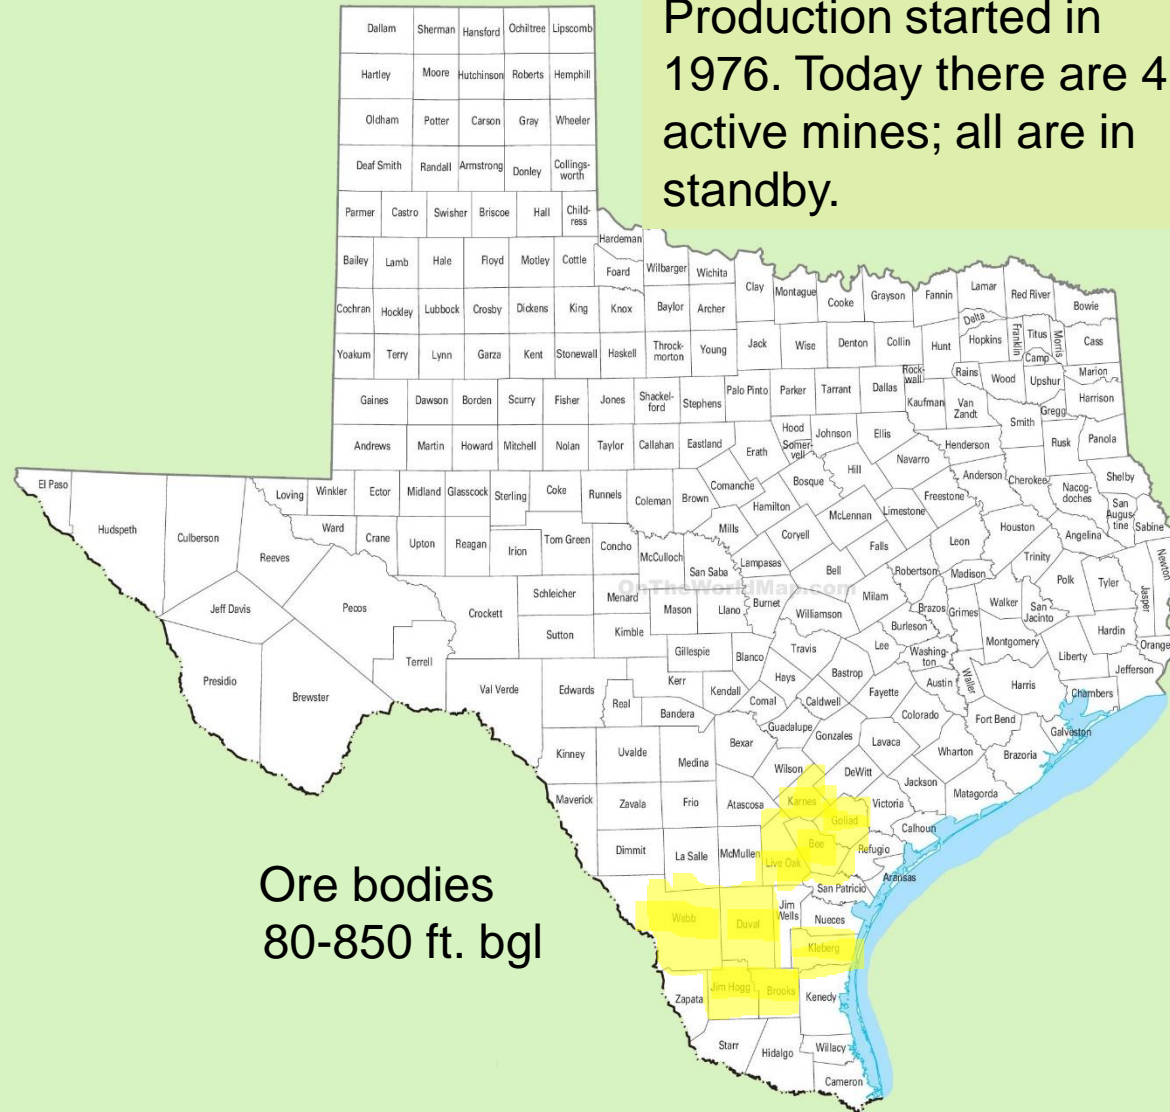 Production started in
1976. Today there are 4
active mines; all are in
standby.
Dallam Sherman Hansford Ochiltree Lipscomb
Hartley Moore Hutchinson Roberts Hemphill
Oldham Potter Carson Gray Wheeler
Deaf Smith Randall Armstrong Donley Collings-
worth
Parmer Castro Swisher Briscoe Hall Child-
ress
Hardeman
Bailey Lamb Hale Floyd Motley Cottle Foard Wilbarger Wichita
Clay Montague Cooke Grayson Fannin Lamar Red River Bowie
Cochran Hockley Lubbock Crosby Dickens King Knox Baylor Archer
Delta Hopkins Franklin Titus Morris Cass
Yoakum Terry Lynn Garza Kent Stonewall Haskell Throck-
morton Young Jack Wise Denton Collin Hunt Camp
Rock-
wall Rains Wood Upshur Marion
Gaines Dawson Borden Scurry Fisher Jones Shackel-
ford Stephens Palo Pinto Parker Tarrant Dallas Kaufman Van
Zandt Smith Gregg Harrison
Andrews Martin Howard Mitchell Nolan Taylor Callahan Eastland Erath Hood
Somer-
vell Johnson Ellis Henderson Rusk Panola
El Paso Hudspeth Culberson Reeves Loving Winkler Ector Midland Glasscock Sterling Coke Runnels Coleman Brown Comanche Hamilton Bosque Hill Navarro Freestone Anderson Cherokee Nacog-
doches Shelby
San
Augus-
tine Sabine
Ward Crane Upton Reagan Irion Tom Green Concho McCulloch San Saba Mills Lampasas Coryell McLennan Limestone Falls Leon Houston Angelina Trinity
OnTheWorldMap.com
Jeff Davis Pecos Crockett Schleicher Menard Mason Llano Burnet Bell Milam Robertson Madison Walker Polk Tyler Jasper Newton
Presidio Brewster Terrell Val Verde Sutton Kimble Gillespie Blanco Williamson Travis Lee Burleson Brazos Grimes San
Jacinto Montgomery Hardin Orange
Edwards Real Kerr Bandera Kendall Comal Hays Caldwell Bastrop Fayette Washing-
ton Austin Waller Harris Liberty Jefferson Chambers
Kinney Uvalde Medina Bexar Guadalupe Gonzales Lavaca Colorado Wharton Fort Bend Brazoria Galveston
Maverick Zavala Frio Atascosa Wilson Karnes DeWitt Jackson Matagorda
Goliad Victoria Calhoun
Dimmit La Salle McMullen Live Oak Bee Refugio Aransas
San Patricio
Ore bodies
80-850 ft. bgl
Webb Duval Jim
Wells Nueces
Kleberg
Zapata Jim Hogg Brooks Kenedy
Starr Hidalgo Willacy
Cameron